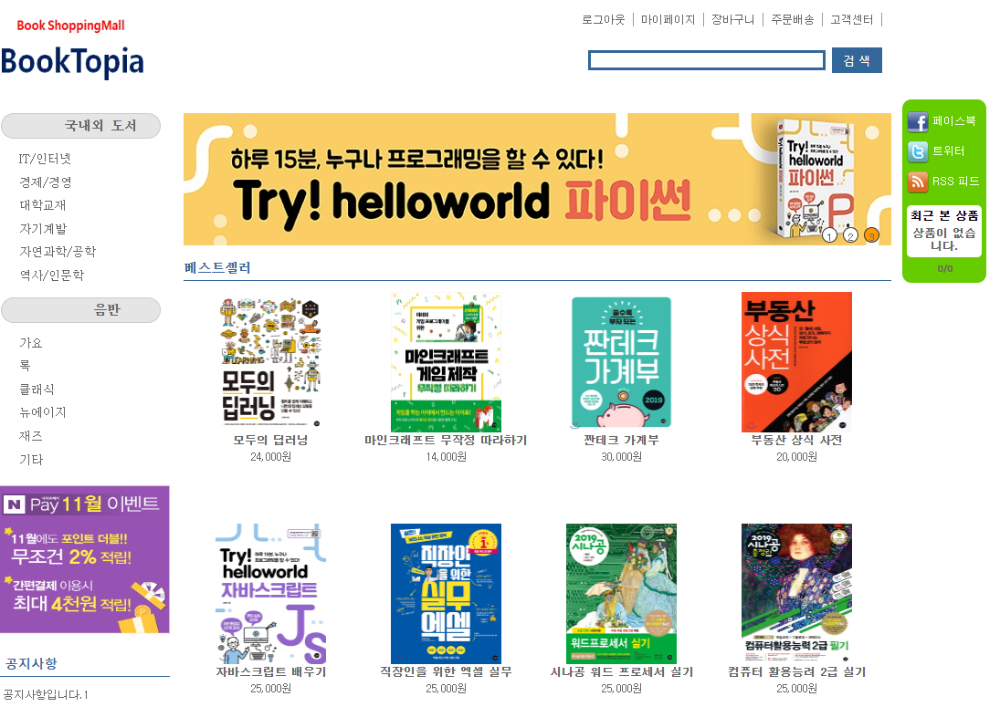 Book ShoppingMall
BookTopia
로그아웃 | 마이페이지 | 장바구니 | 주문배송 | 고객센터 |
검 색
국내외 도서
IT/인터넷
경제/경영
대학교재
자기계발
자연과학/공학
역사/인문학
음반
가요
록
클래식
뉴에이지
재즈
기타
N Pay 11월 이벤트
11월에도 포인트 더블!!
무조건 2% 적립!
간편결제 이용시
최대 4천원 적립!
공지사항
공지사항입니다.1
하루 15분, 누구나 프로그래밍을 할 수 있다!
Try! helloworld 파이썬
Try!
helloworld
파이썬
1 2 3
베스트셀러
LEARNING
모두의
딥러닝
모두의 딥러닝
24,000원
마인크래프트
게임 제작
무작정 따라하기
마인크래프트 무작정 따라하기
14,000원
쓸수록
부자 되는
짠테크
가계부
2019
짠테크 가계부
30,000원
부동산
상식
사전
부동산 상식 사전
20,000원
Try!
helloworld
자바스크립트
JS
자바스크립트 배우기
25,000원
직장인
을 위한
실무
엑셀
직장인을 위한 엑셀 실무
25,000원
2019
시나공
워드프로세서 실기
시나공 워드 프로세서 실기
25,000원
2019
시나공
총정리
컴퓨터활용능력 2급 필기
컴퓨터 활용능려 2급 실기
25,000원
페이스북
트위터
RSS 피드
최근 본 상품
상품이 없습
니다.
0/0